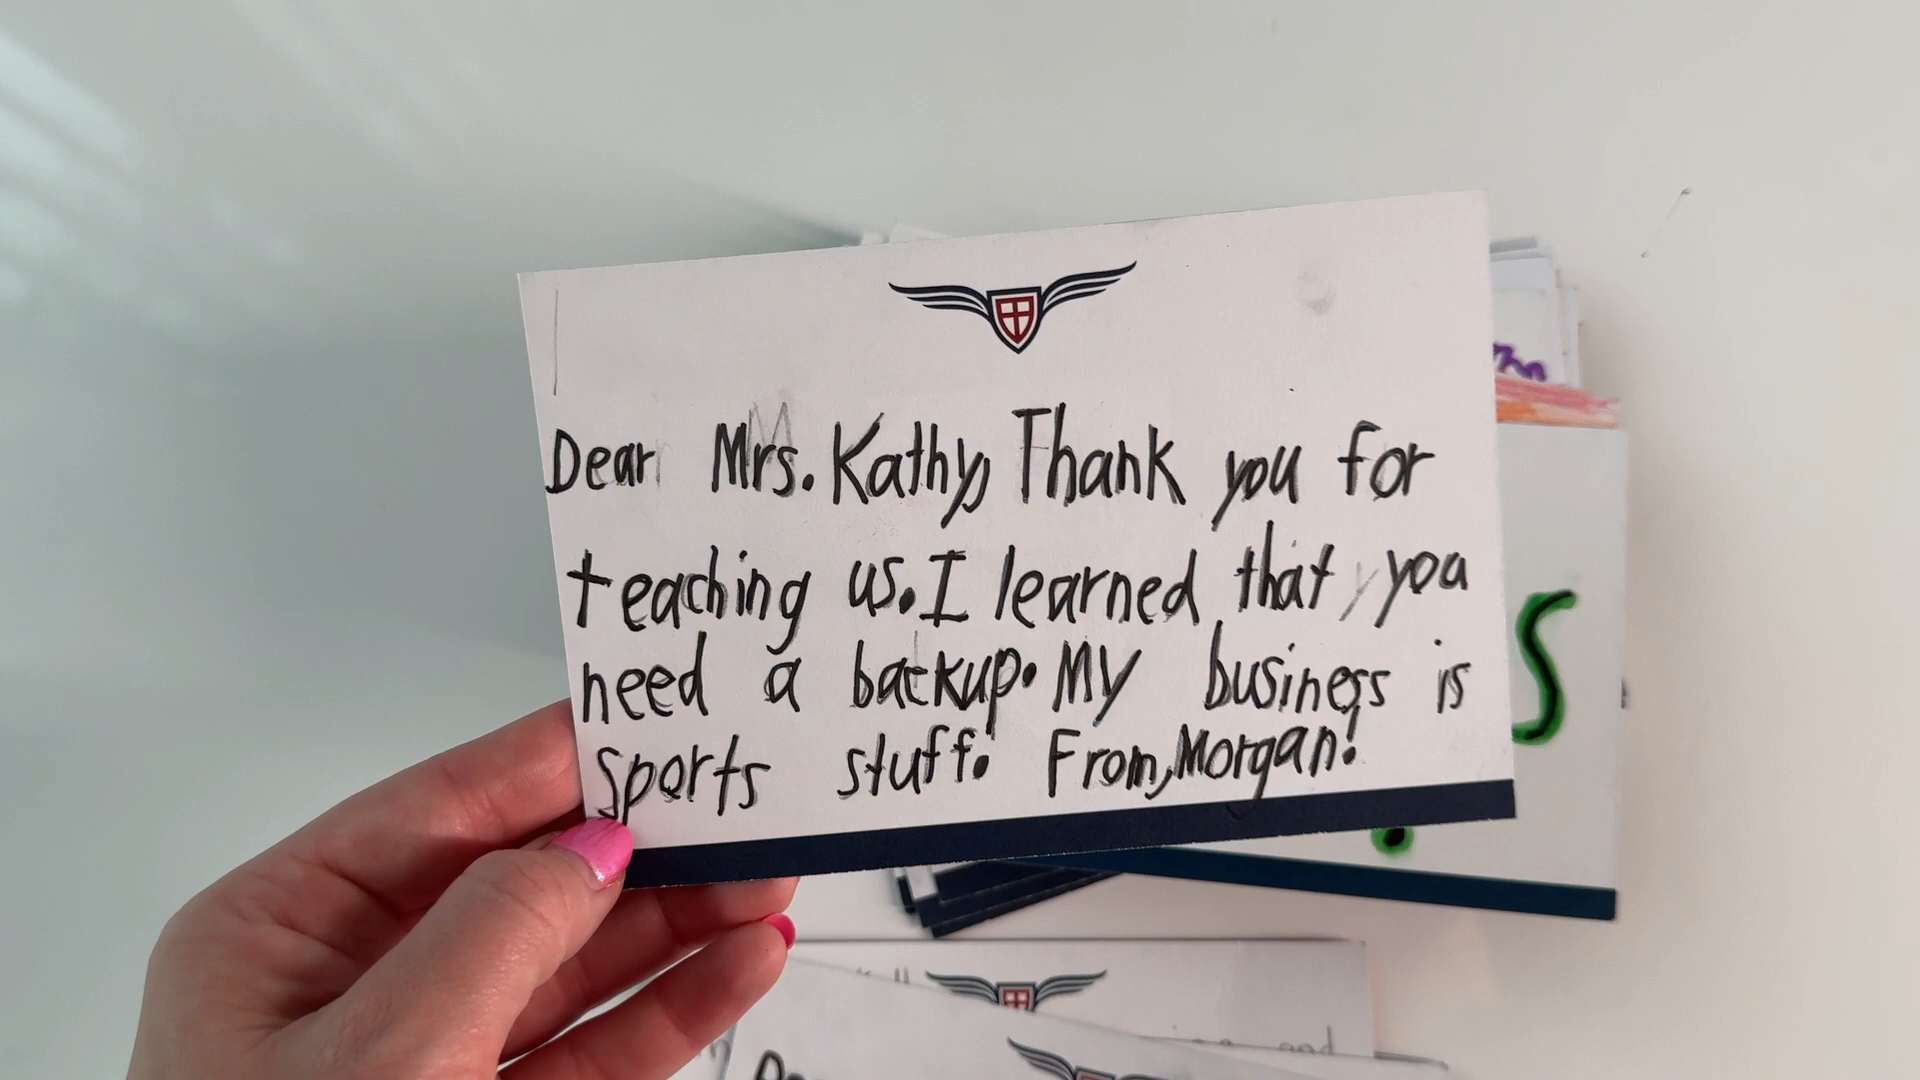 Dear Mrs. Kathy, Thank you for
teaching us. I learned that you
need a backup. My business is
sports stuff. From, Morgan!
S
and